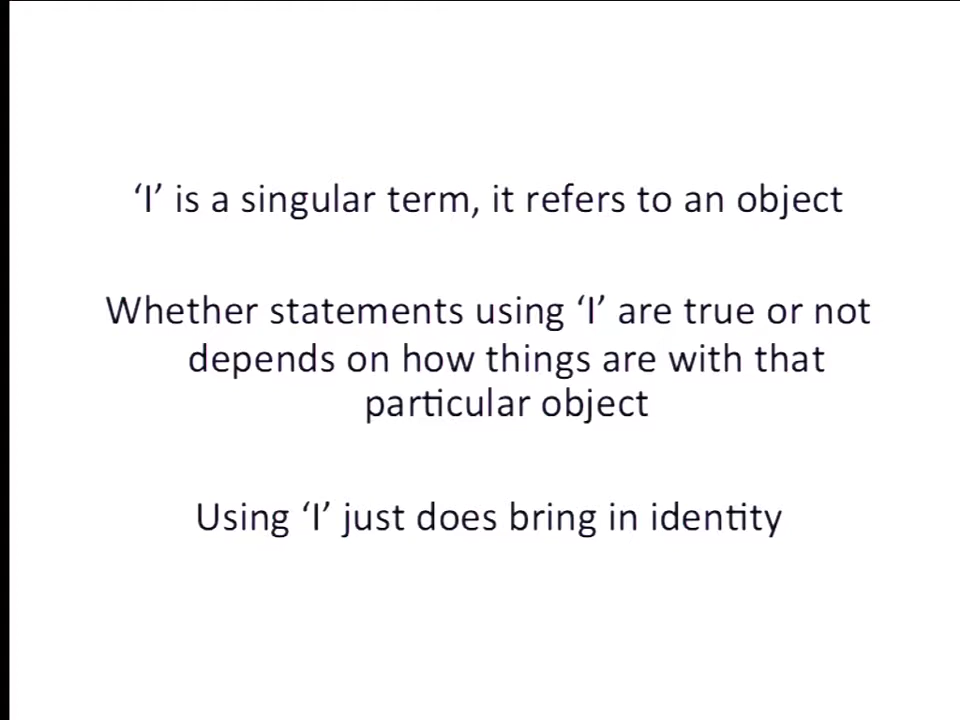 ‘I’ is a singular term, it refers to an object
Whether statements using ‘I’ are true or not
depends on how things are with that
particular object
Using ‘I’ just does bring in identity